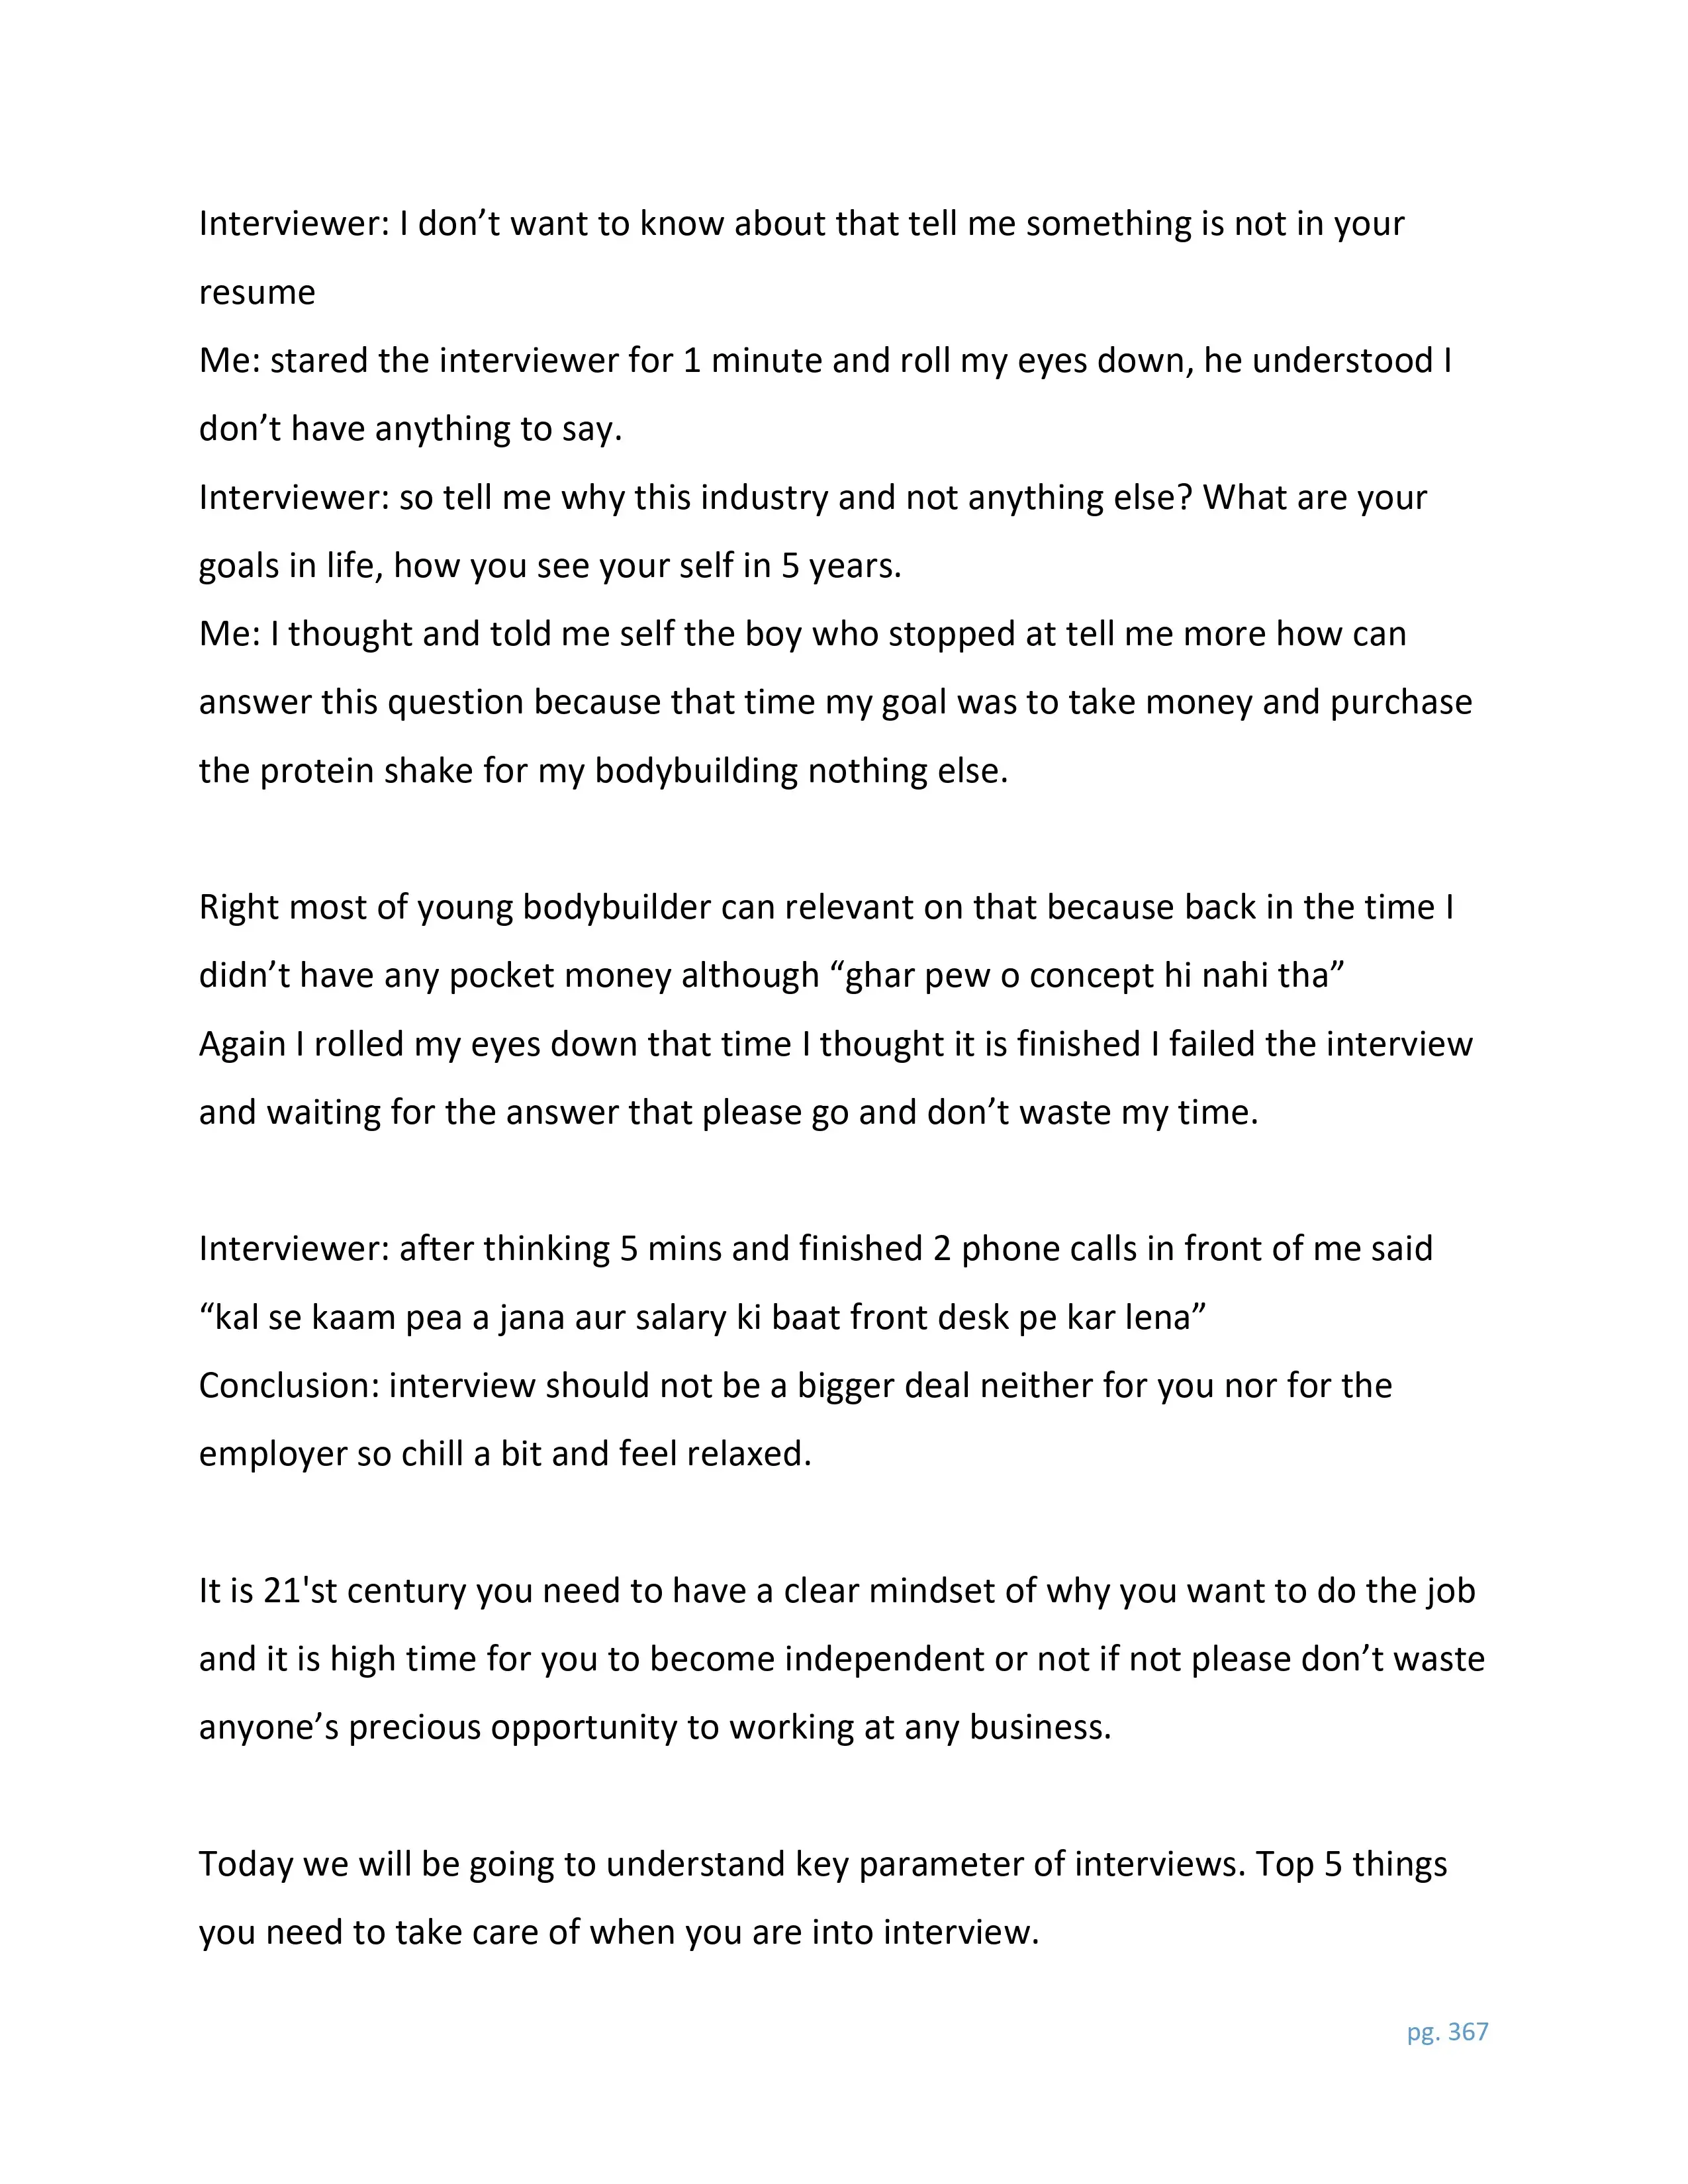 Interviewer: I don’t want to know about that tell me something is not in your
resume
Me: stared the interviewer for 1 minute and roll my eyes down, he understood I
don’t have anything to say.
Interviewer: so tell me why this industry and not anything else? What are your
goals in life, how you see your self in 5 years.
Me: I thought and told me self the boy who stopped at tell me more how can
answer this question because that time my goal was to take money and purchase
the protein shake for my bodybuilding nothing else.
Right most of young bodybuilder can relevant on that because back in the time I
didn’t have any pocket money although “ghar pew o concept hi nahi tha”
Again I rolled my eyes down that time I thought it is finished I failed the interview
and waiting for the answer that please go and don’t waste my time.
Interviewer: after thinking 5 mins and finished 2 phone calls in front of me said
“kal se kaam pea a jana aur salary ki baat front desk pe kar lena”
Conclusion: interview should not be a bigger deal neither for you nor for the
employer so chill a bit and feel relaxed.
It is 21'st century you need to have a clear mindset of why you want to do the job
and it is high time for you to become independent or not if not please don’t waste
anyone’s precious opportunity to working at any business.
Today we will be going to understand key parameter of interviews. Top 5 things
you need to take care of when you are into interview.
pg. 367